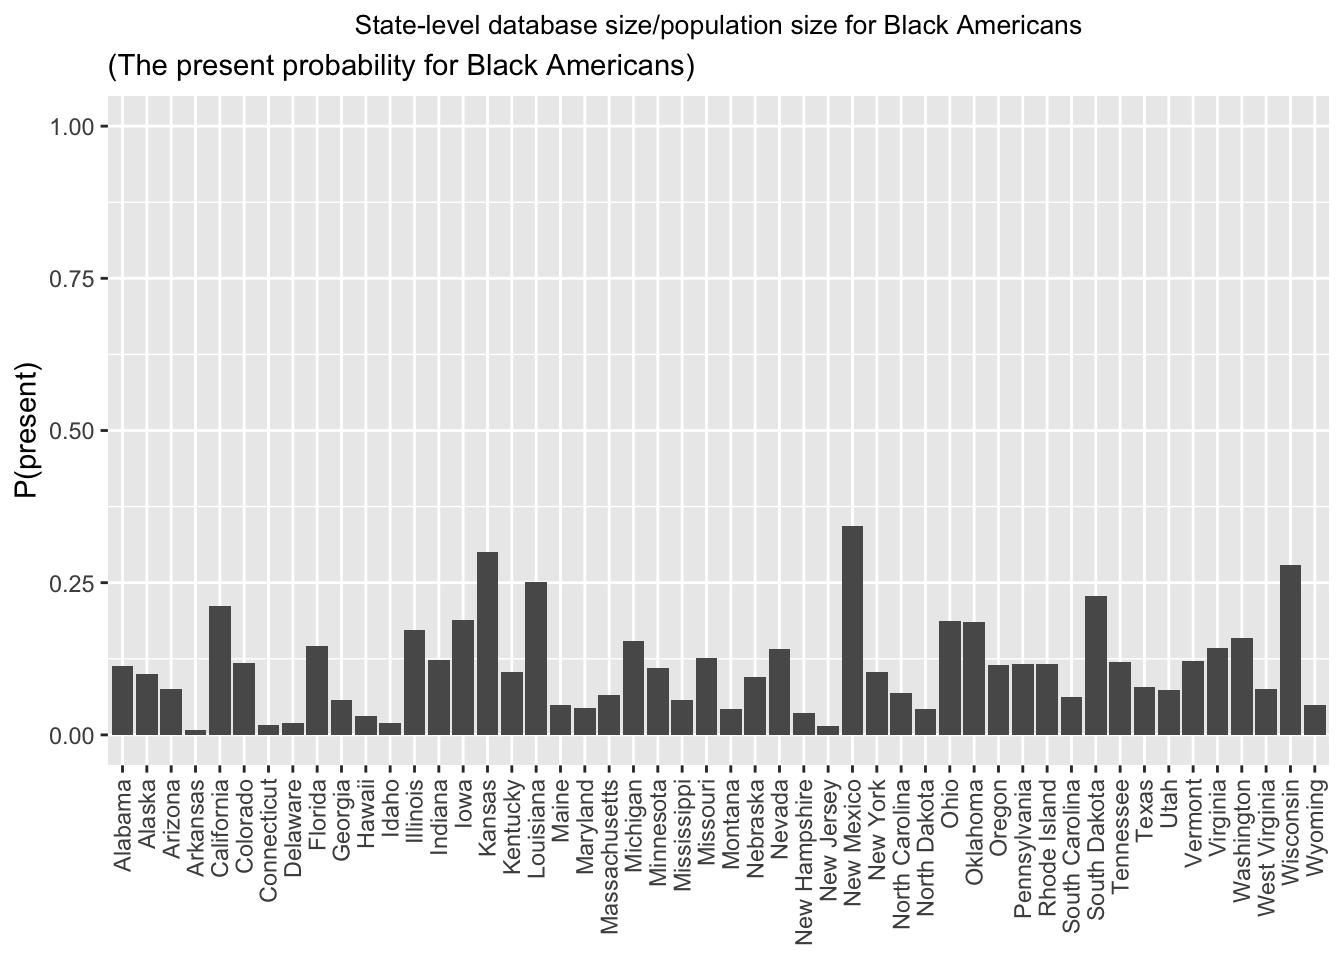 State-level database size/population size for Black Americans
(The present probability for Black Americans)
P(present)
1.00
0.75
0.50
0.25
0.00
Alabama
Alaska
Arizona
Arkansas
California
Colorado
Connecticut
Delaware
Florida
Georgia
Hawaii
Idaho
Illinois
Indiana
Iowa
Kansas
Kentucky
Louisiana
Maine
Maryland
Massachusetts
Michigan
Minnesota
Mississippi
Missouri
Montana
Nebraska
Nevada
New Hampshire
New Jersey
New Mexico
New York
North Carolina
North Dakota
Ohio
Oklahoma
Oregon
Pennsylvania
Rhode Island
South Carolina
South Dakota
Tennessee
Texas
Utah
Vermont
Virginia
Washington
West Virginia
Wisconsin
Wyoming